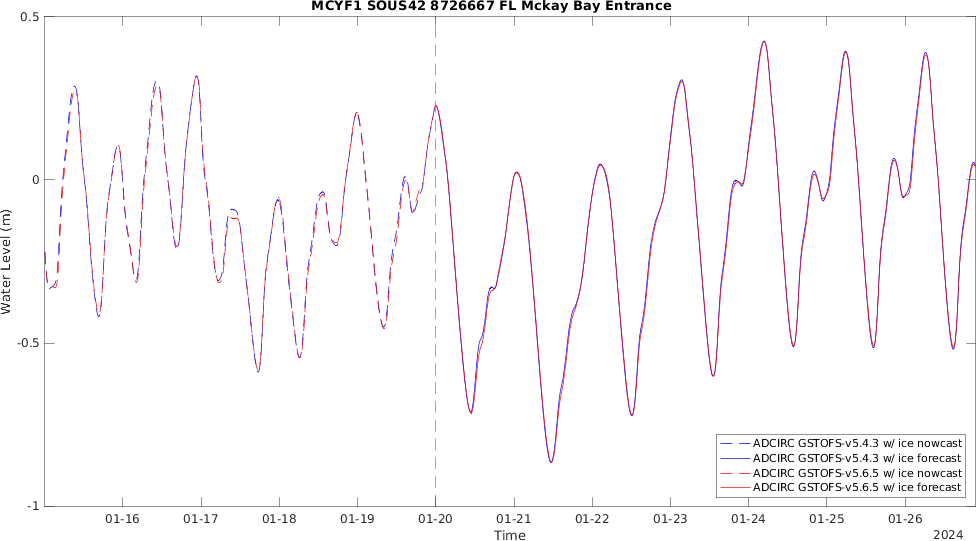 MCYF1 SOUS42 8726667 FL Mckay Bay Entrance
0.5
0
-0.5
-1
Water Level (m)
01-16
01-17
01-18
01-19
01-20
01-21
01-22
01-23
01-24
01-25
01-26
Time
2024
ADCIRC GSTOFS-v5.4.3 w/ ice nowcast
ADCIRC GSTOFS-v5.4.3 w/ ice forecast
ADCIRC GSTOFS-v5.6.5 w/ ice nowcast
ADCIRC GSTOFS-v5.6.5 w/ ice forecast